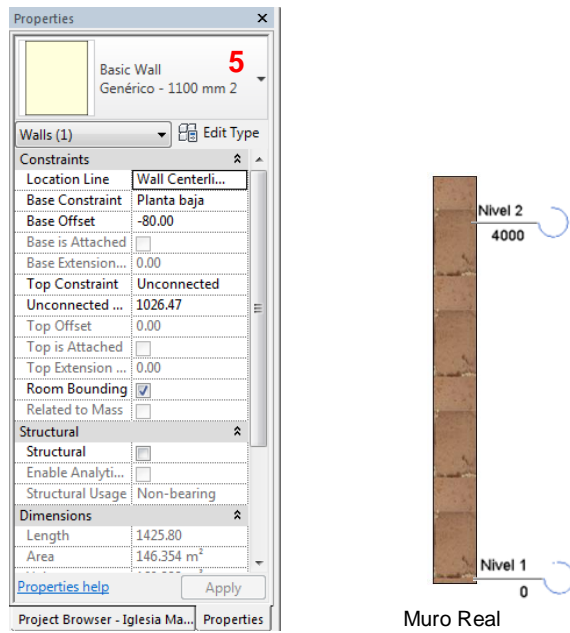 Properties
Basic Wall
5
Genérico - 1100 mm 2
Walls (1)
Edit Type
Constraints
Location Line Wall Centerli...
Base Constraint Planta baja
Base Offset -80.00
Base is Attached
Base Extension... 0.00
Top Constraint Unconnected
Unconnected ... 1026.47
Top Offset 0.00
Top is Attached
Top Extension ... 0.00
Room Bounding
Related to Mass
Structural
Structural
Enable Analyti...
Structural Usage Non-bearing
Dimensions
Length 1425.80
Area 146.354 m²
Properties help
Apply
Project Browser - Iglesia Ma...
Properties
Nivel 2
4000
Nivel 1
0
Muro Real